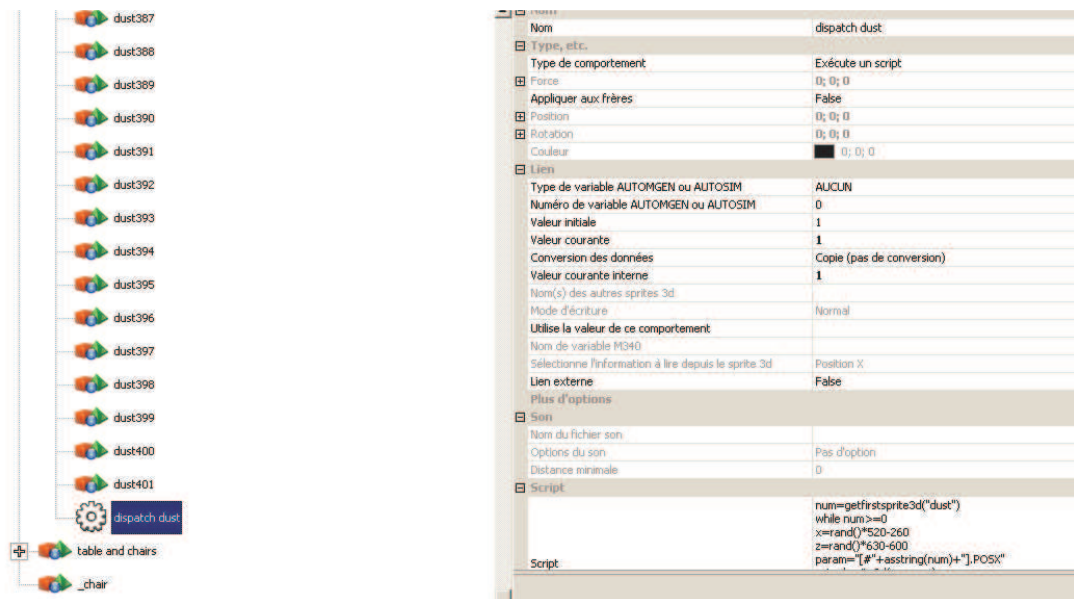 dust387
dust388
dust389
dust390
dust391
dust392
dust393
dust394
dust395
dust396
dust397
dust398
dust399
dust400
dust401
dispatch dust
table and chairs
_chair
Nom
Nom dispatch dust
Type, etc.
Type de comportement Exécute un script
Force 0; 0; 0
Appliquer aux frères False
Position 0; 0; 0
Rotation 0; 0; 0
Couleur 0; 0; 0
Lien
Type de variable AUTOMGEN ou AUTOSIM AUCUN
Numéro de variable AUTOMGEN ou AUTOSIM 0
Valeur initiale 1
Valeur courante 1
Conversion des données Copie (pas de conversion)
Valeur courante interne 1
Nom(s) des autres sprites 3d
Mode d'écriture Normal
Utilise la valeur de ce comportement
Nom de variable M340
Sélectionne l'information à lire depuis le sprite 3d Position X
Lien externe False
Plus d'options
Son
Nom du fichier son
Options du son Pas d'option
Distance minimale 0
Script
num=getfirstsprite3d("dust")
while num>=0
x=rand()*520-260
z=rand()*630-600
param="[#"+asstring(num)+"].POSX"
Script